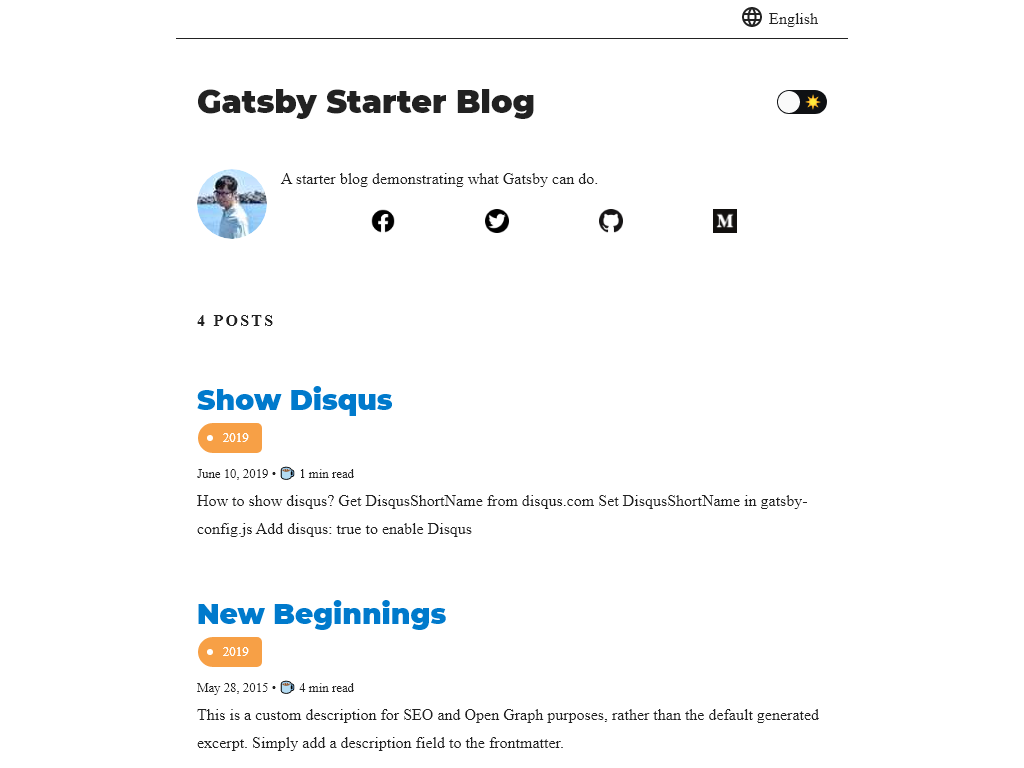 English
Gatsby Starter Blog
A starter blog demonstrating what Gatsby can do.
M
4 POSTS
Show Disqus
2019
June 10, 2019 • 1 min read
How to show disqus? Get DisqusShortName from disqus.com Set DisqusShortName in gatsby-
config.js Add disqus: true to enable Disqus
New Beginnings
2019
May 28, 2015 • 4 min read
This is a custom description for SEO and Open Graph purposes, rather than the default generated
excerpt. Simply add a description field to the frontmatter.